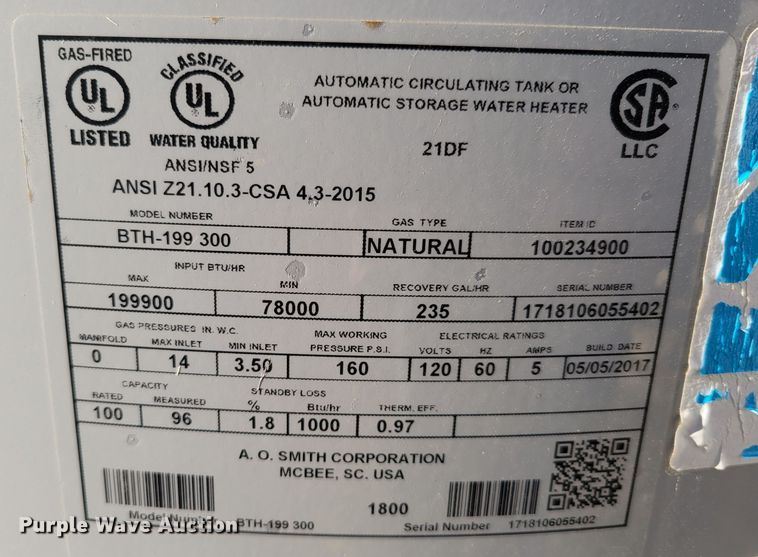 GAS-FIRED
UL
LISTED
CLASSIFIED
UL
WATER QUALITY
ANSI/NSF 5
AUTOMATIC CIRCULATING TANK OR
AUTOMATIC STORAGE WATER HEATER
21DF
SA
LLC
ANSI Z21.10.3-CSA 4.3-2015
MODEL NUMBER GAS TYPE ITEM ID
BTH-199 300 NATURAL 100234900
INPUT BTU/HR
MAX MIN RECOVERY GAL/HR SERIAL NUMBER
199900 78000 235 1718106055402
GAS PRESSURES IN. W.C. MAX WORKING ELECTRICAL RATINGS
MANIFOLD MAX INLET MIN INLET PRESSURE P.S.I. VOLTS HZ AMPS BUILD DATE
0 14 3.50 160 120 60 5 05/05/2017
CAPACITY STANDBY LOSS
RATED MEASURED % Btu/hr THERM. EFF.
100 96 1.8 1000 0.97
A. O. SMITH CORPORATION
MCBEE, SC. USA
1800
Model Number BTH-199 300 Serial Number 1718106055402
Purple Wave Auction